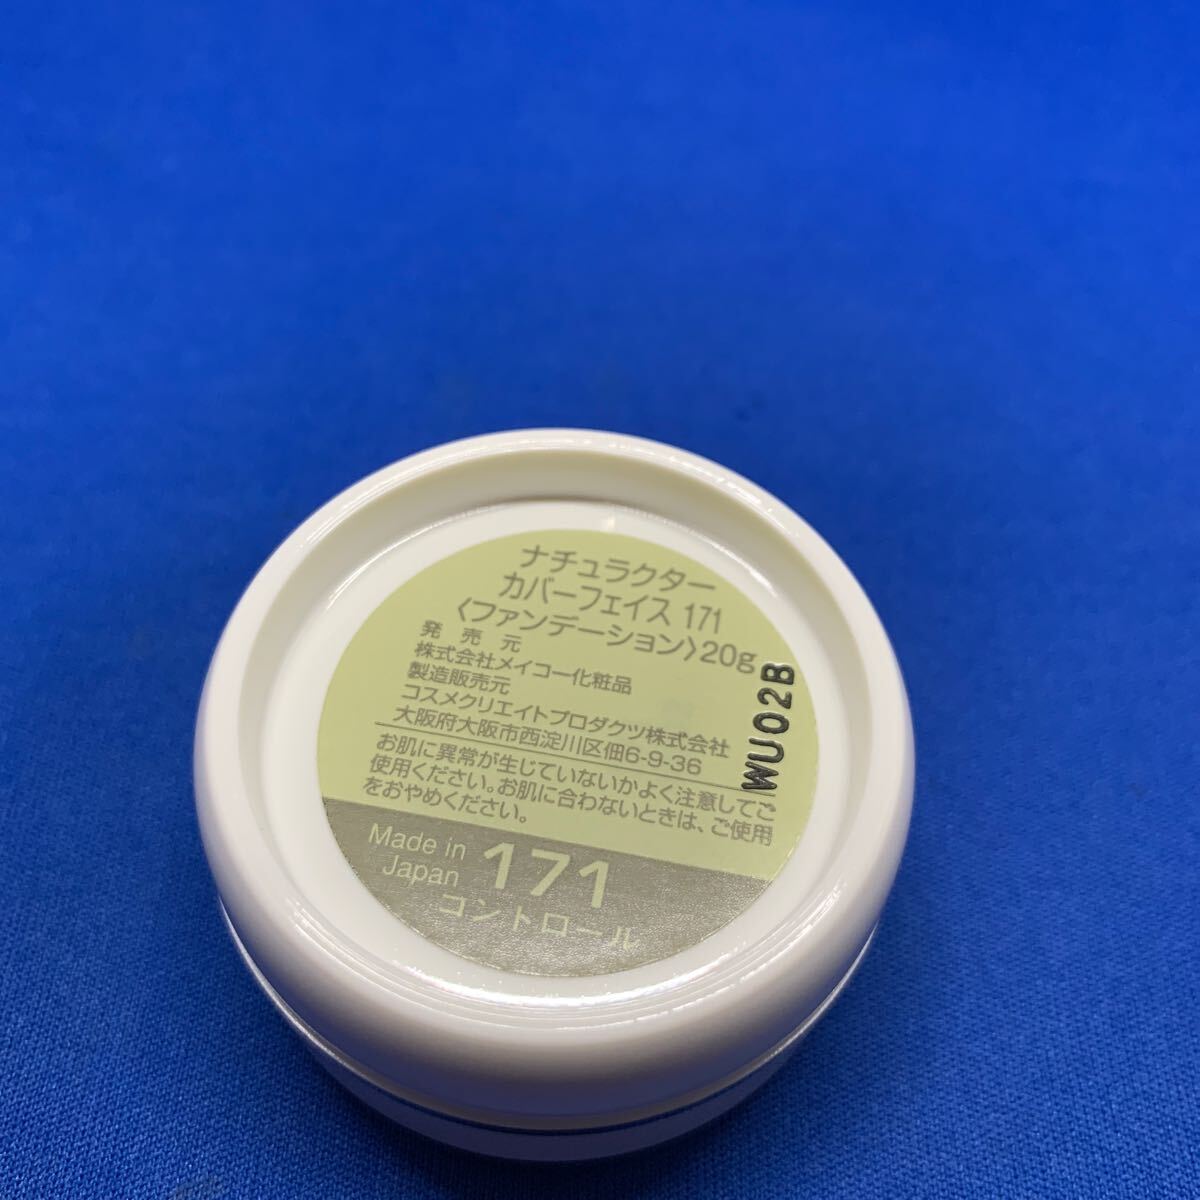 ナチュラクター
カバーフェイス 171
〈ファンデーション〉20g
発 売 元
株式会社メイコー化粧品
製造販売元
コスメクリエイトプロダクツ株式会社
大阪府大阪市西淀川区佃6-9-36
お肌に異常が生じていないかよく注意してご
使用ください。お肌に合わないときは、ご使用
をおやめください。
WU02B
Made in
Japan
171
コントロール